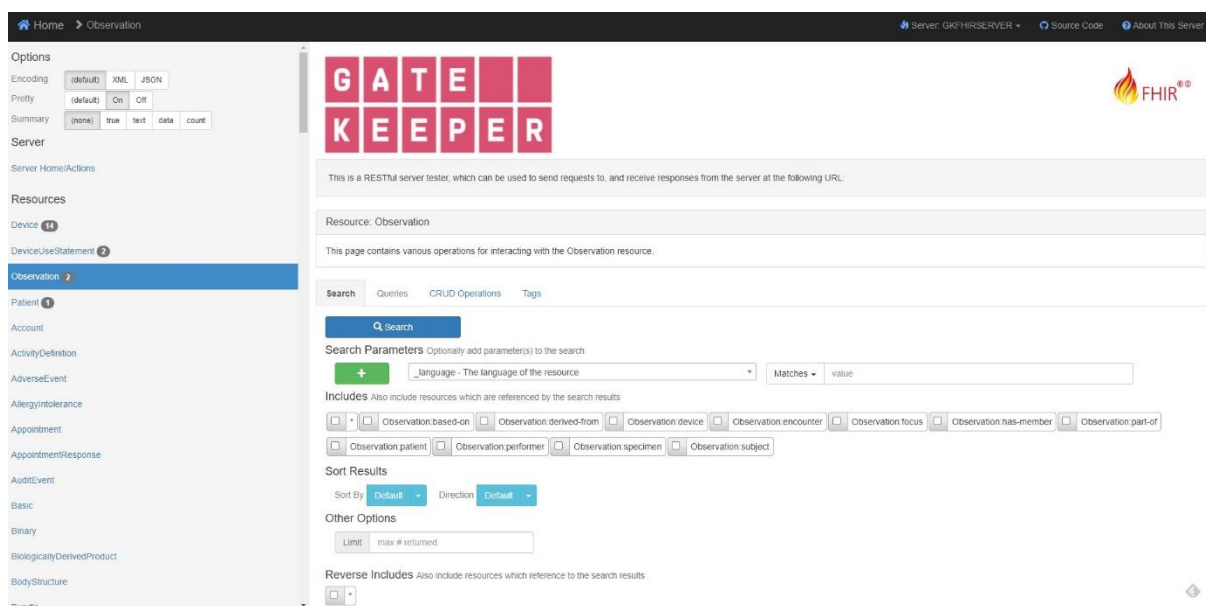 Home > Observation
Server: GKFHIRSERVER
Source Code
About This Server
Options
Encoding (default) XML JSON
Pretty (default) On Off
Summary (none) true text data count
Server
Server Home/Actions
Resources
Device 14
DeviceUseStatement 2
Observation 2
Patient 1
Account
ActivityDefinition
AdverseEvent
AllergyIntolerance
Appointment
AppointmentResponse
AuditEvent
Basic
Binary
BiologicallyDerivedProduct
BodyStructure
GATE
KEEPER
FHIR
This is a RESTful server tester, which can be used to send requests to, and receive responses from the server at the following URL:
Resource: Observation
This page contains various operations for interacting with the Observation resource.
Search Queries CRUD Operations Tags
Search
Search Parameters Optionally add parameter(s) to the search
+ _language - The language of the resource Matches value
Includes Also include resources which are referenced by the search results
* Observation:based-on Observation:derived-from Observation:device Observation:encounter Observation:focus Observation:has-member Observation:part-of
Observation:patient Observation:performer Observation:specimen Observation:subject
Sort Results
Sort By Default Direction Default
Other Options
Limit max # returned
Reverse Includes Also include resources which reference to the search results
*